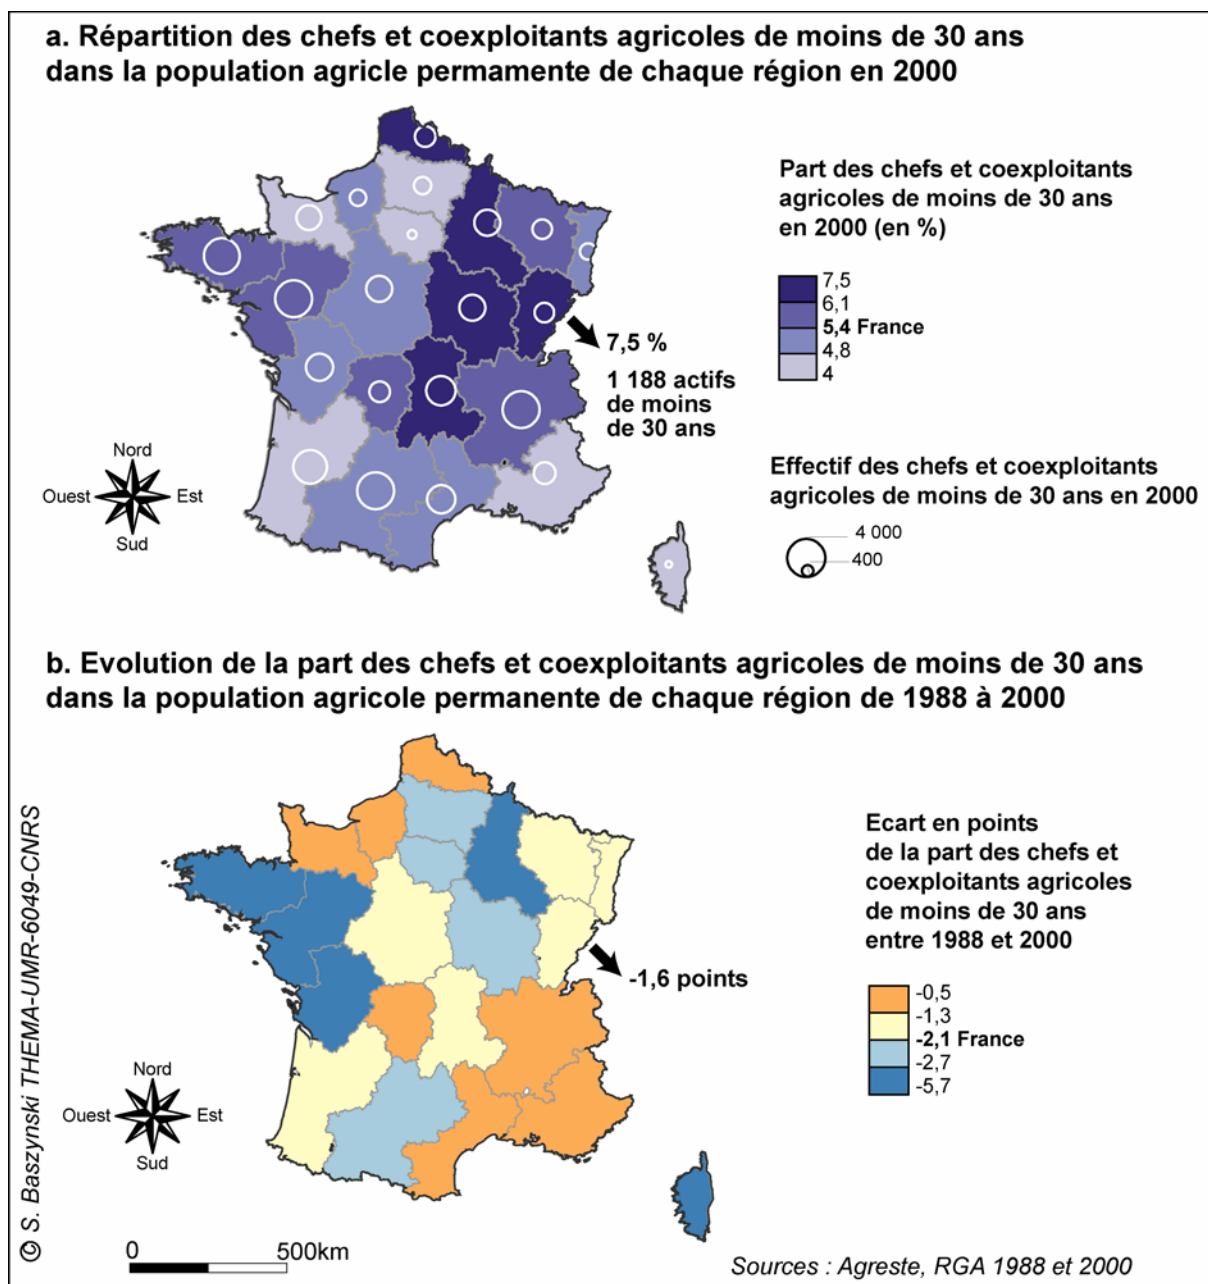 a. Répartition des chefs et coexploitants agricoles de moins de 30 ans
dans la population agricle permamente de chaque région en 2000
Part des chefs et coexploitants
agricoles de moins de 30 ans
en 2000 (en %)
7,5
6,1
5,4 France
4,8
4
7,5 %
1 188 actifs
de moins
de 30 ans
Nord
Ouest
Est
Sud
Effectif des chefs et coexploitants
agricoles de moins de 30 ans en 2000
4 000
400
b. Evolution de la part des chefs et coexploitants agricoles de moins de 30 ans
dans la population agricole permanente de chaque région de 1988 à 2000
Ecart en points
de la part des chefs et
coexploitants agricoles
de moins de 30 ans
entre 1988 et 2000
-1,6 points
-0,5
-1,3
-2,1 France
-2,7
-5,7
Nord
Ouest
Est
Sud
© S. Baszynski THEMA-UMR-6049-CNRS
0
500km
Sources : Agreste, RGA 1988 et 2000